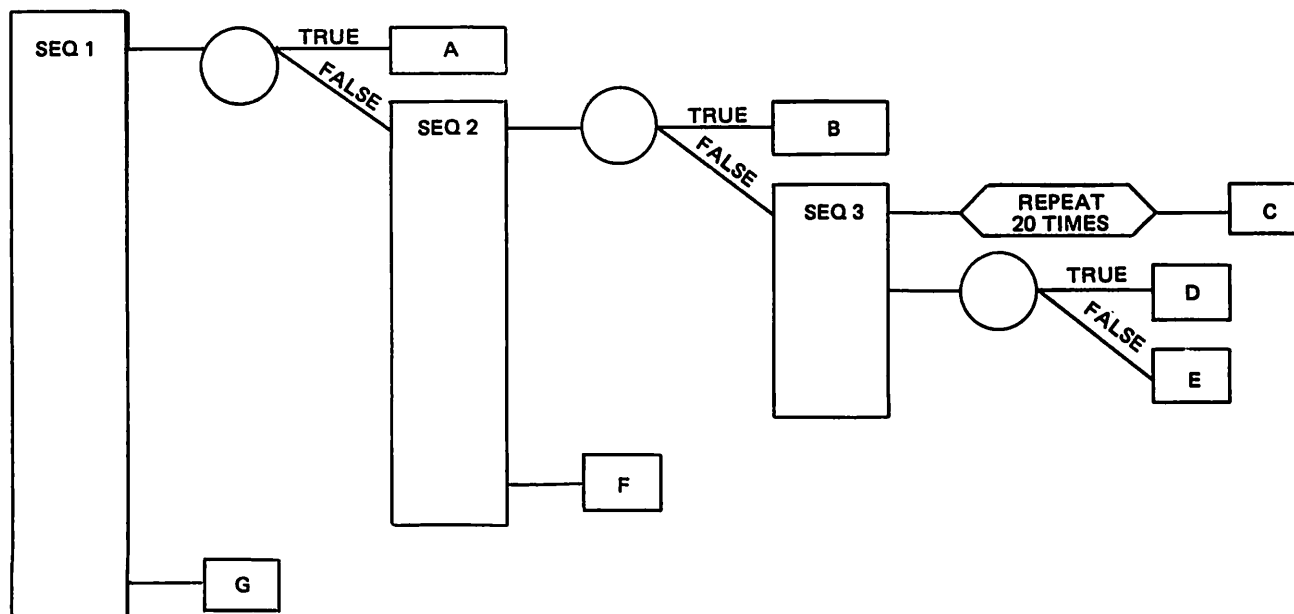 SEQ 1
TRUE
A
FALSE
SEQ 2
TRUE
B
FALSE
SEQ 3
REPEAT
20 TIMES
C
TRUE
D
FALSE
E
F
G